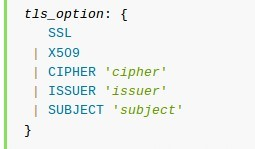 tls_option: {
SSL
| X509
| CIPHER 'cipher'
| ISSUER 'issuer'
| SUBJECT 'subject'
}